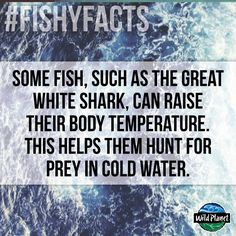 #FISHYFACTS
SOME FISH, SUCH AS THE GREAT
WHITE SHARK, CAN RAISE
THEIR BODY TEMPERATURE.
THIS HELPS THEM HUNT FOR
PREY IN COLD WATER.
Wild Planet